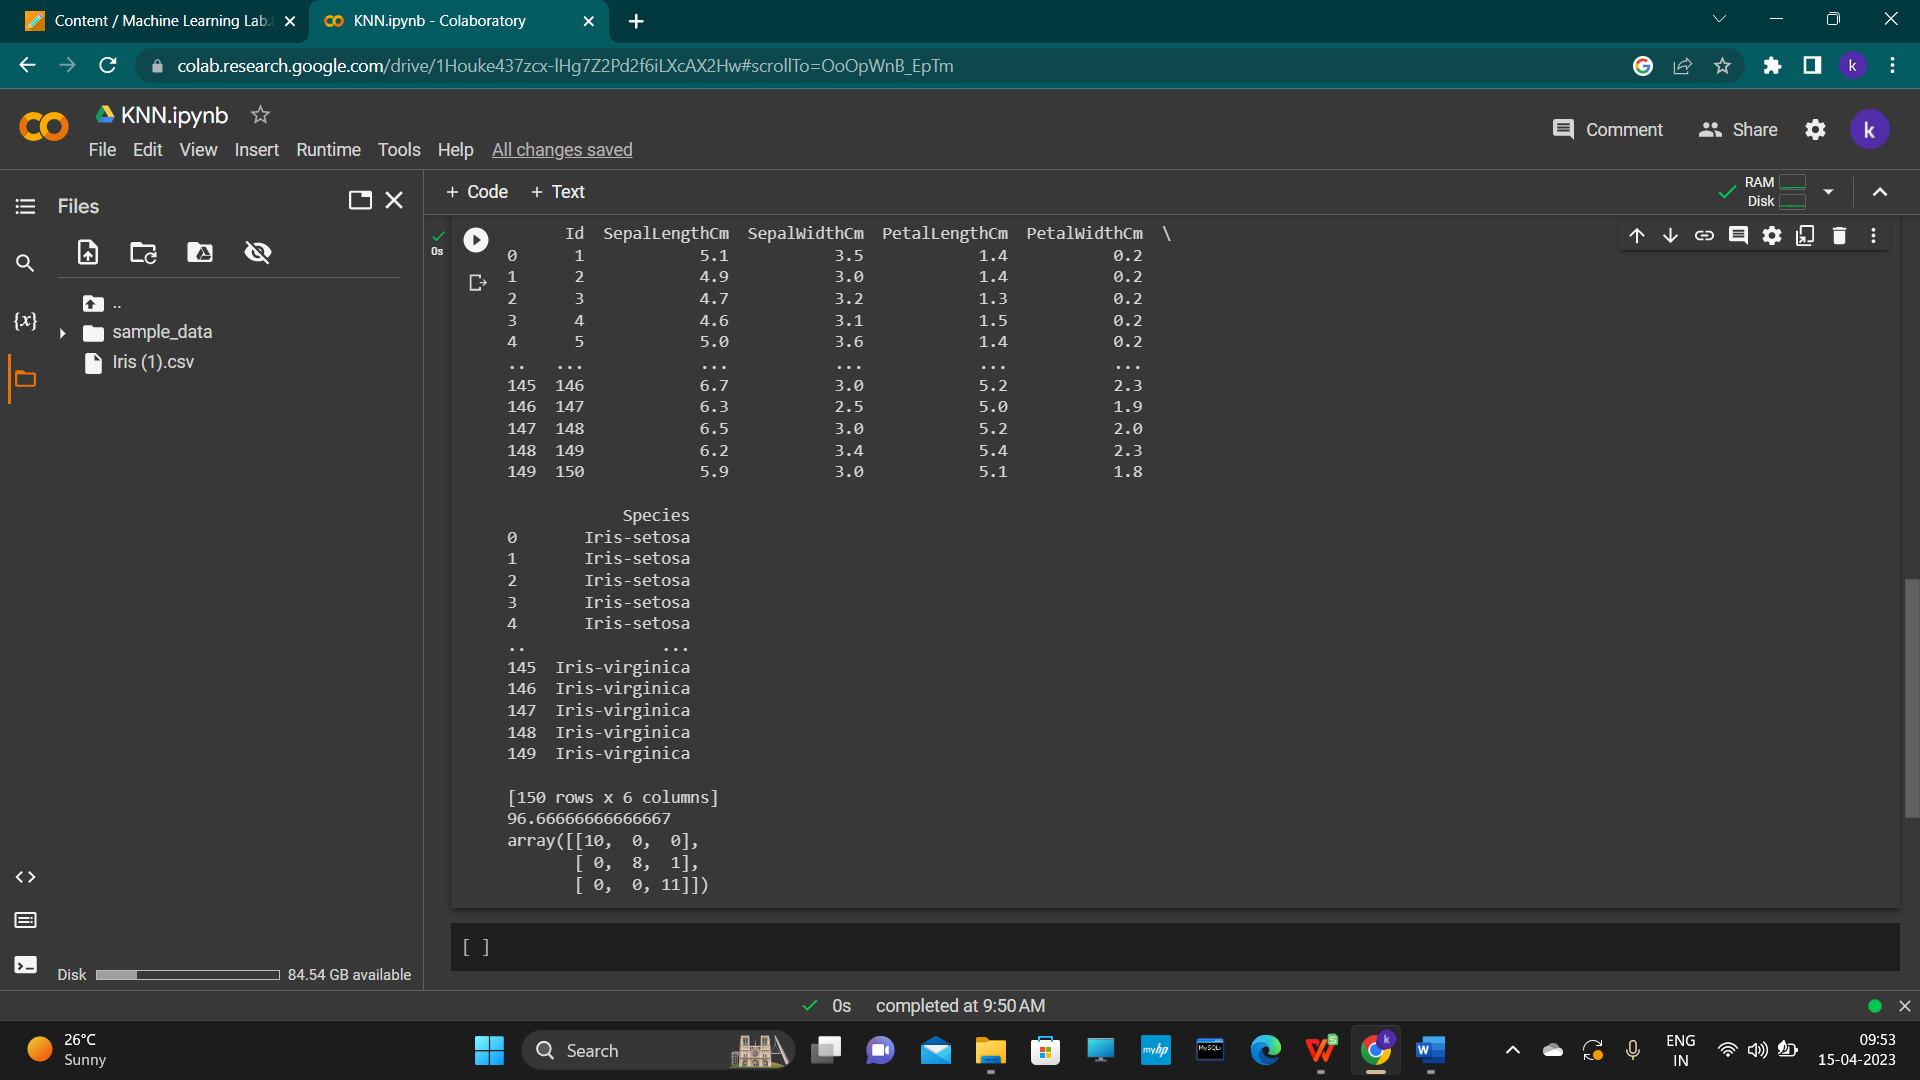 Content / Machine Learning Lab.
KNN.ipynb - Colaboratory
colab.research.google.com/drive/1Houke437zcx-lHg7Z2Pd2f6iLXcAX2Hw#scrollTo=OoOpWnB_EpTm
k
KNN.ipynb
File Edit View Insert Runtime Tools Help All changes saved
Comment
Share
k
Files
+ Code + Text
RAM
Disk
..
sample_data
Iris (1).csv
{x}
Disk
84.54 GB available
0s
Id SepalLengthCm SepalWidthCm PetalLengthCm PetalWidthCm \
0 1 5.1 3.5 1.4 0.2
1 2 4.9 3.0 1.4 0.2
2 3 4.7 3.2 1.3 0.2
3 4 4.6 3.1 1.5 0.2
4 5 5.0 3.6 1.4 0.2
.. ... ... ... ... ...
145 146 6.7 3.0 5.2 2.3
146 147 6.3 2.5 5.0 1.9
147 148 6.5 3.0 5.2 2.0
148 149 6.2 3.4 5.4 2.3
149 150 5.9 3.0 5.1 1.8
Species
0 Iris-setosa
1 Iris-setosa
2 Iris-setosa
3 Iris-setosa
4 Iris-setosa
.. ...
145 Iris-virginica
146 Iris-virginica
147 Iris-virginica
148 Iris-virginica
149 Iris-virginica
[150 rows x 6 columns]
96.66666666666667
array([[10, 0, 0],
[ 0, 8, 1],
[ 0, 0, 11]])
[ ]
0s completed at 9:50 AM
26°C
Sunny
Search
myhp
MySQL
ENG
IN
09:53
15-04-2023